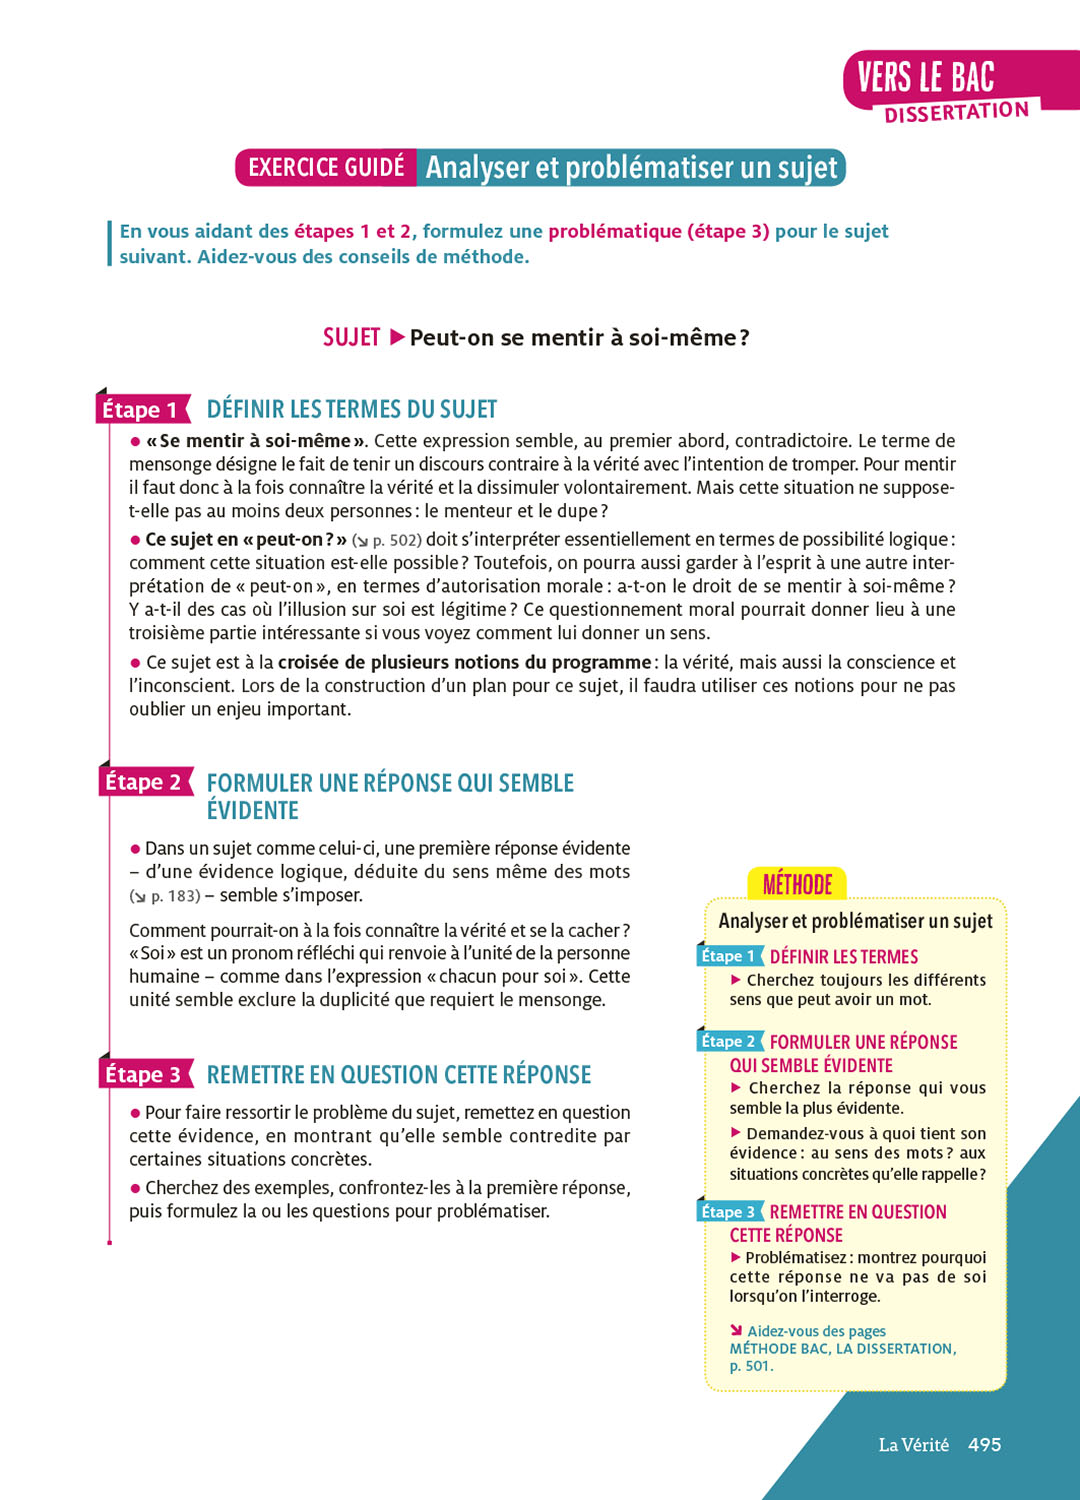 VERS LE BAC
DISSERTATION
EXERCICE GUIDÉ Analyser et problématiser un sujet
En vous aidant des étapes 1 et 2, formulez une problématique (étape 3) pour le sujet
suivant. Aidez-vous des conseils de méthode.
SUJET ▶ Peut-on se mentir à soi-même ?
Étape 1 DÉFINIR LES TERMES DU SUJET
• « Se mentir à soi-même ». Cette expression semble, au premier abord, contradictoire. Le terme de
mensonge désigne le fait de tenir un discours contraire à la vérité avec l'intention de tromper. Pour mentir
il faut donc à la fois connaître la vérité et la dissimuler volontairement. Mais cette situation ne suppose-
t-elle pas au moins deux personnes : le menteur et le dupe ?
• Ce sujet en « peut-on ? » (↘ p. 502) doit s'interpréter essentiellement en termes de possibilité logique :
comment cette situation est-elle possible ? Toutefois, on pourra aussi garder à l'esprit à une autre inter-
prétation de « peut-on », en termes d'autorisation morale : a-t-on le droit de se mentir à soi-même ?
Y a-t-il des cas où l'illusion sur soi est légitime ? Ce questionnement moral pourrait donner lieu à une
troisième partie intéressante si vous voyez comment lui donner un sens.
• Ce sujet est à la croisée de plusieurs notions du programme : la vérité, mais aussi la conscience et
l'inconscient. Lors de la construction d'un plan pour ce sujet, il faudra utiliser ces notions pour ne pas
oublier un enjeu important.
Étape 2 FORMULER UNE RÉPONSE QUI SEMBLE
ÉVIDENTE
• Dans un sujet comme celui-ci, une première réponse évidente
– d'une évidence logique, déduite du sens même des mots
(↘ p. 183) – semble s'imposer.
Comment pourrait-on à la fois connaître la vérité et se la cacher ?
« Soi » est un pronom réfléchi qui renvoie à l'unité de la personne
humaine – comme dans l'expression « chacun pour soi ». Cette
unité semble exclure la duplicité que requiert le mensonge.
Étape 3 REMETTRE EN QUESTION CETTE RÉPONSE
• Pour faire ressortir le problème du sujet, remettez en question
cette évidence, en montrant qu'elle semble contredite par
certaines situations concrètes.
• Cherchez des exemples, confrontez-les à la première réponse,
puis formulez la ou les questions pour problématiser.
MÉTHODE
Analyser et problématiser un sujet
Étape 1 DÉFINIR LES TERMES
▶ Cherchez toujours les différents
sens que peut avoir un mot.
Étape 2 FORMULER UNE RÉPONSE
QUI SEMBLE ÉVIDENTE
▶ Cherchez la réponse qui vous
semble la plus évidente.
▶ Demandez-vous à quoi tient son
évidence : au sens des mots ? aux
situations concrètes qu'elle rappelle ?
Étape 3 REMETTRE EN QUESTION
CETTE RÉPONSE
▶ Problématisez : montrez pourquoi
cette réponse ne va pas de soi
lorsqu'on l'interroge.
↘ Aidez-vous des pages
MÉTHODE BAC, LA DISSERTATION,
p. 501.
La Vérité 495